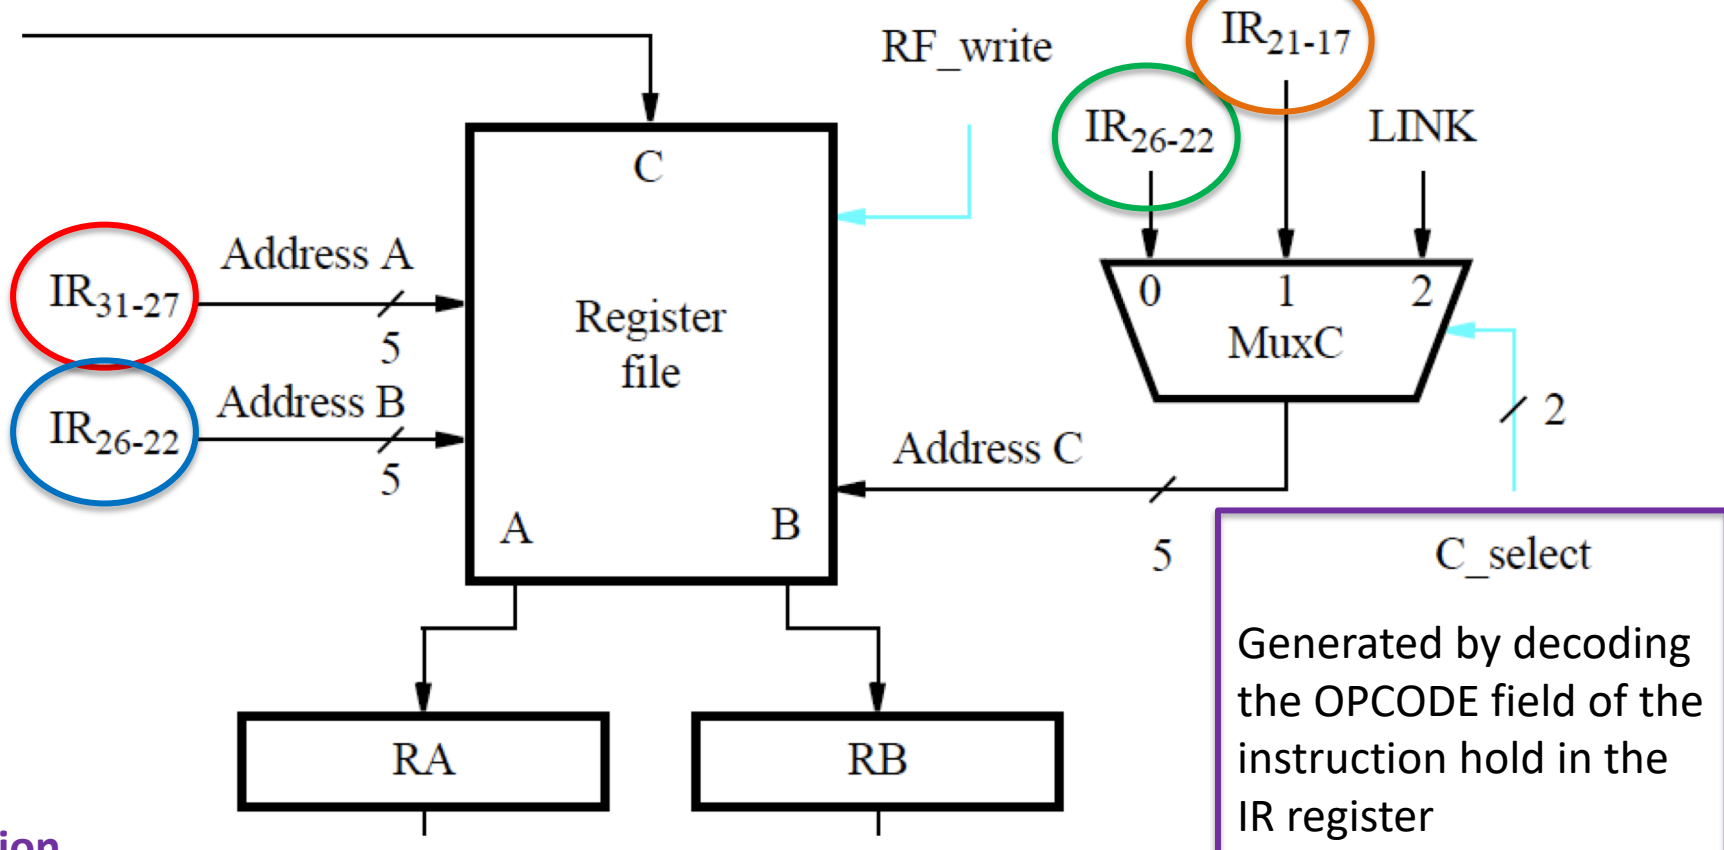 IR21-17
RF_write
IR26-22
LINK
C
Address A
IR31-27
5
Register
file
0 1 2
MuxC
Address B
IR26-22
5
2
Address C
5
A
B
C_select
Generated by decoding
the OPCODE field of the
instruction hold in the
IR register
RA
RB
ion